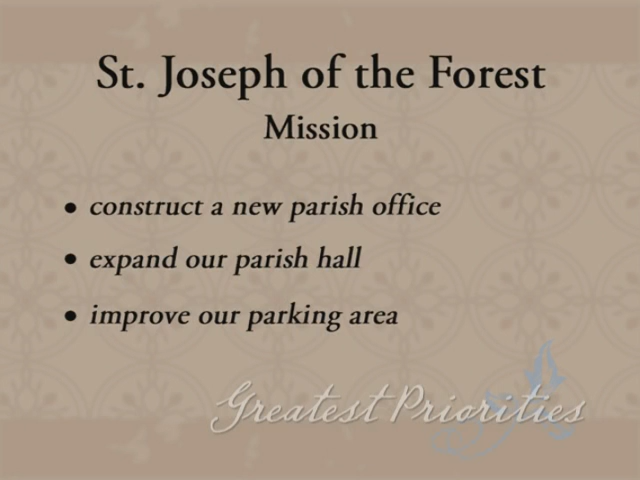 St. Joseph of the Forest
Mission
• construct a new parish office
• expand our parish hall
• improve our parking area
Greatest Priorities